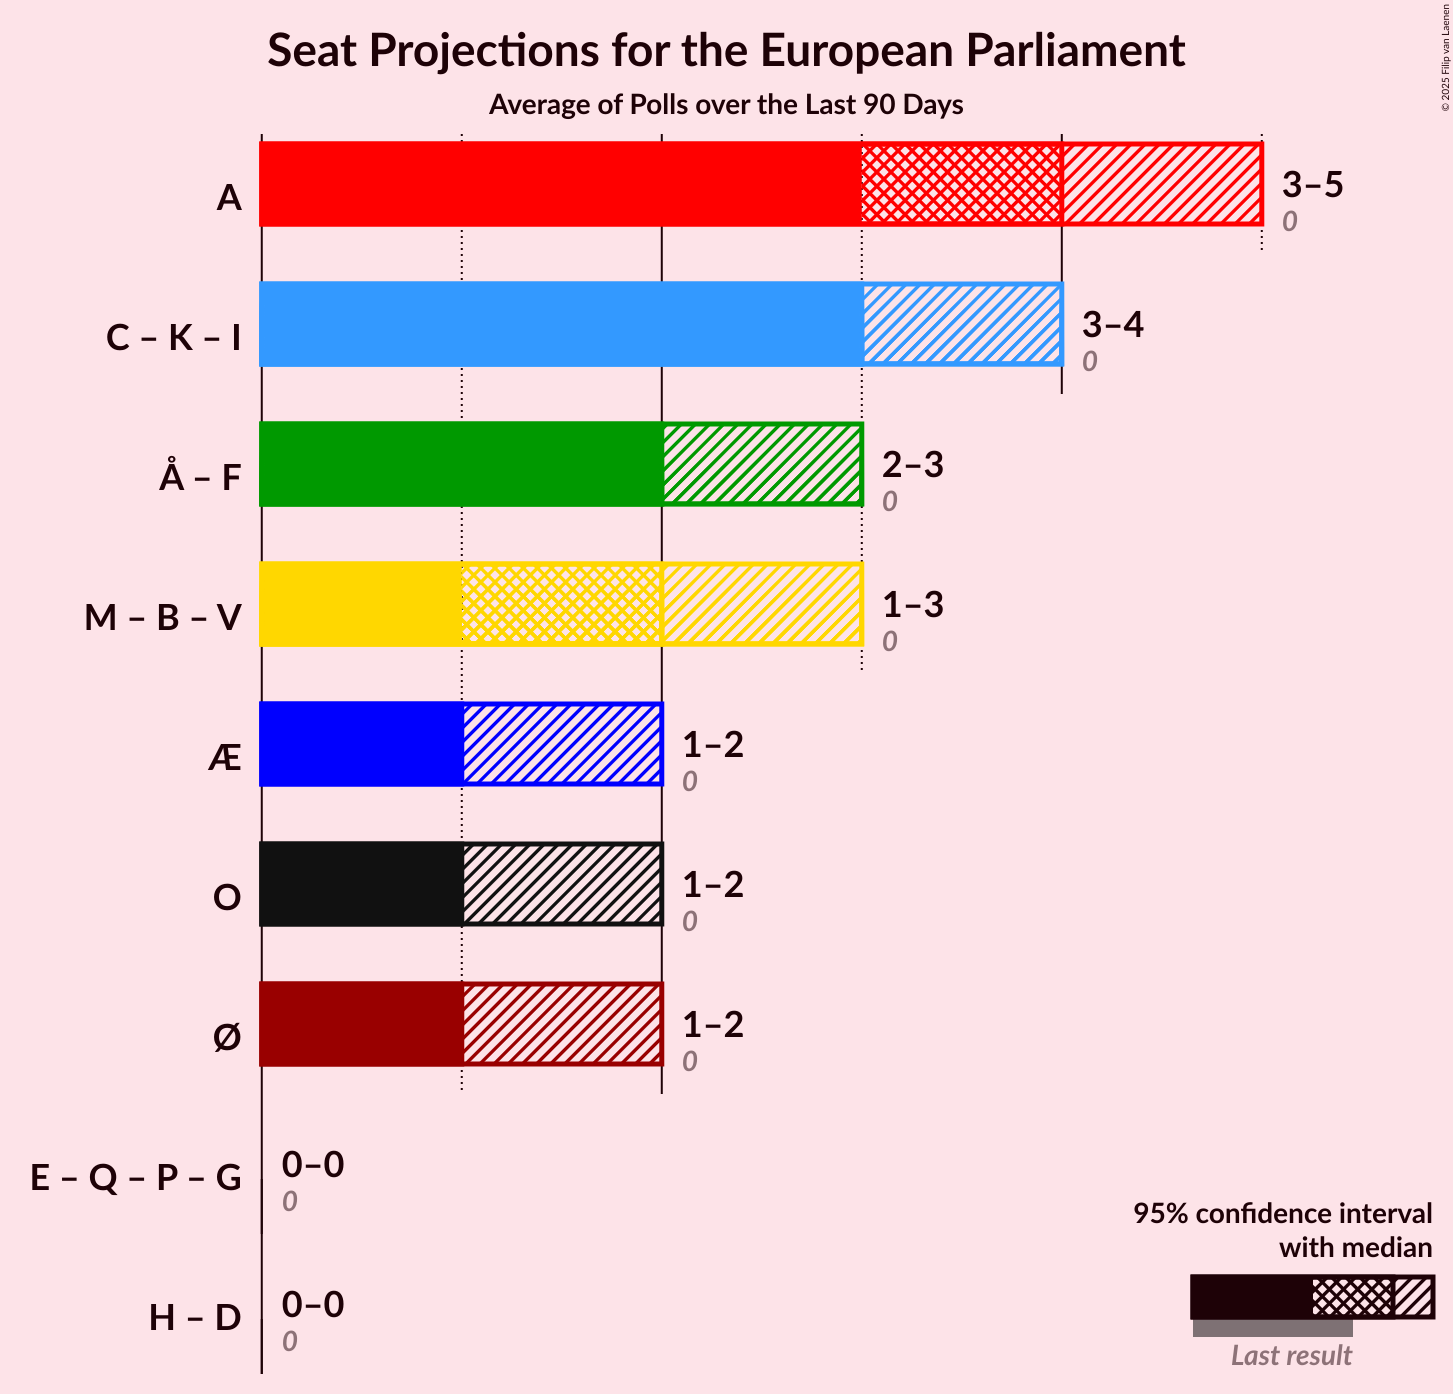 Seat Projections for the European Parliament
Average of Polls over the Last 90 Days
© 2025 Filip van Laenen
A
3–5
0
C – K – I
3–4
0
Å – F
2–3
0
M – B – V
1–3
0
Æ
1–2
0
O
1–2
0
Ø
1–2
0
E – Q – P – G
0–0
0
H – D
0–0
0
95% confidence interval
with median
Last result